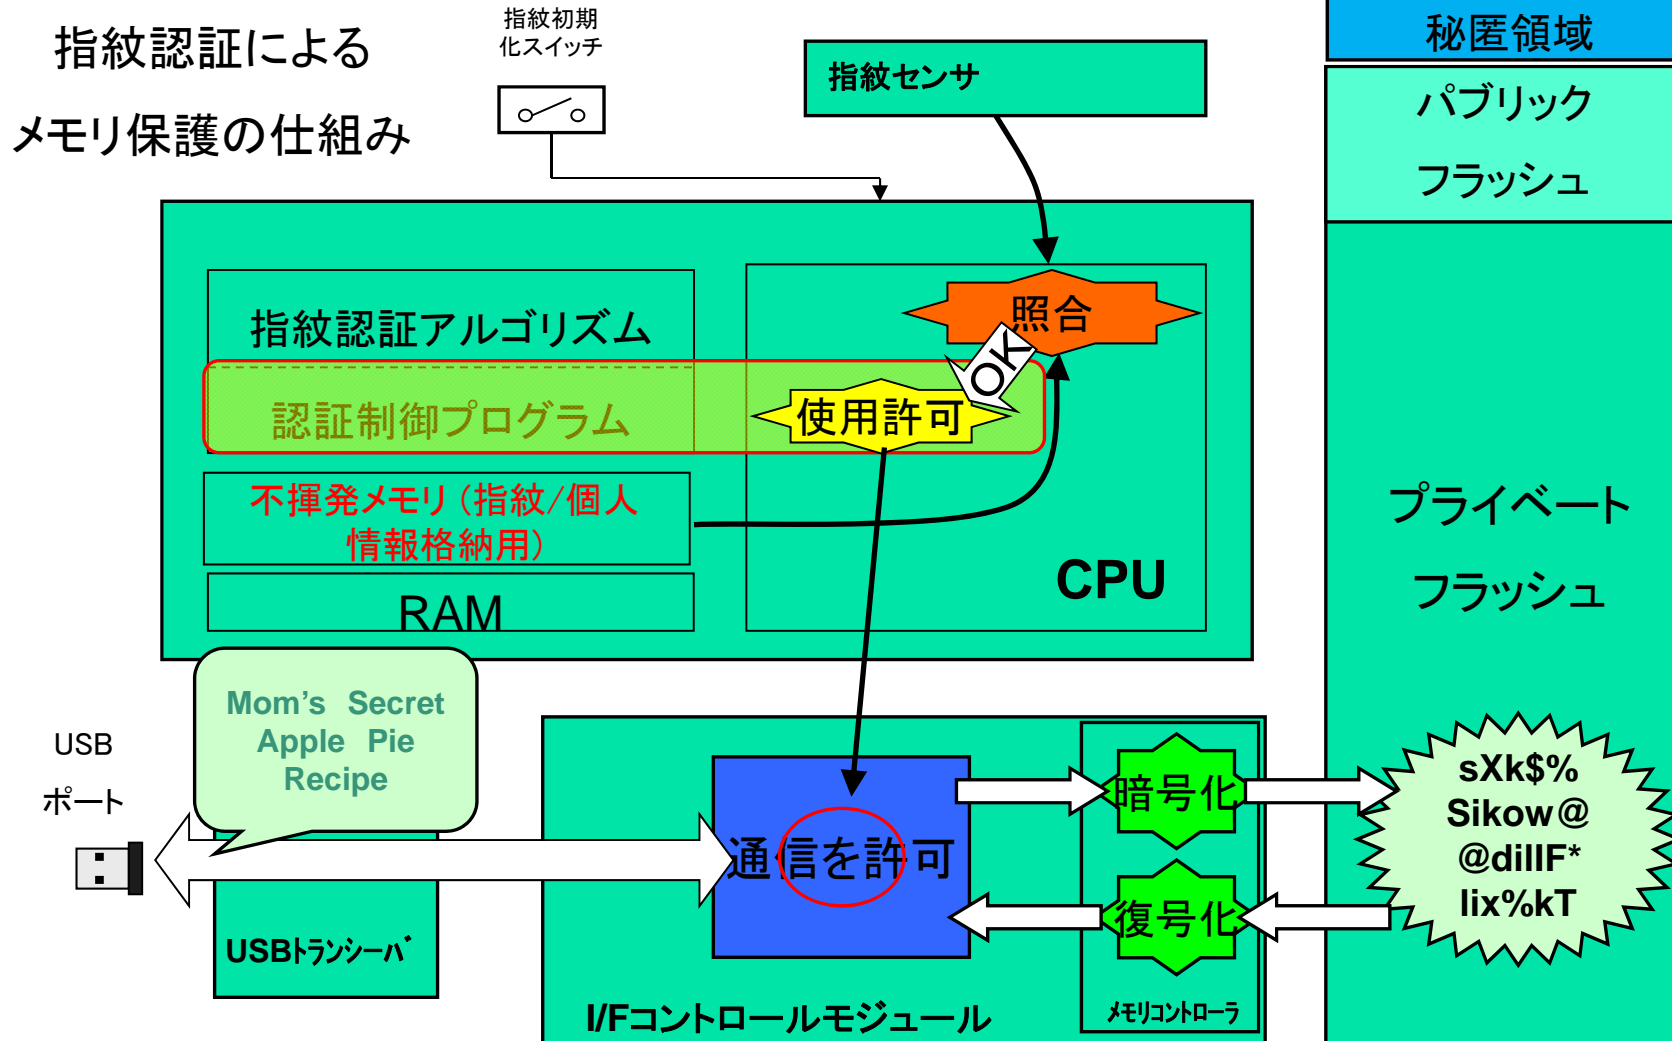 指紋認証による
メモリ保護の仕組み
指紋初期
化スイッチ
指紋センサ
秘匿領域
パブリック
フラッシュ
指紋認証アルゴリズム
照合
OK
認証制御プログラム
使用許可
不揮発メモリ（指紋/個人
情報格納用）
RAM
CPU
プライベート
フラッシュ
Mom's Secret
Apple Pie
Recipe
USB
ポート
USBトランシーバ
通信を許可
暗号化
復号化
I/Fコントロールモジュール
メモリコントローラ
sXk$%
Sikow@
@dillF*
lix%kT